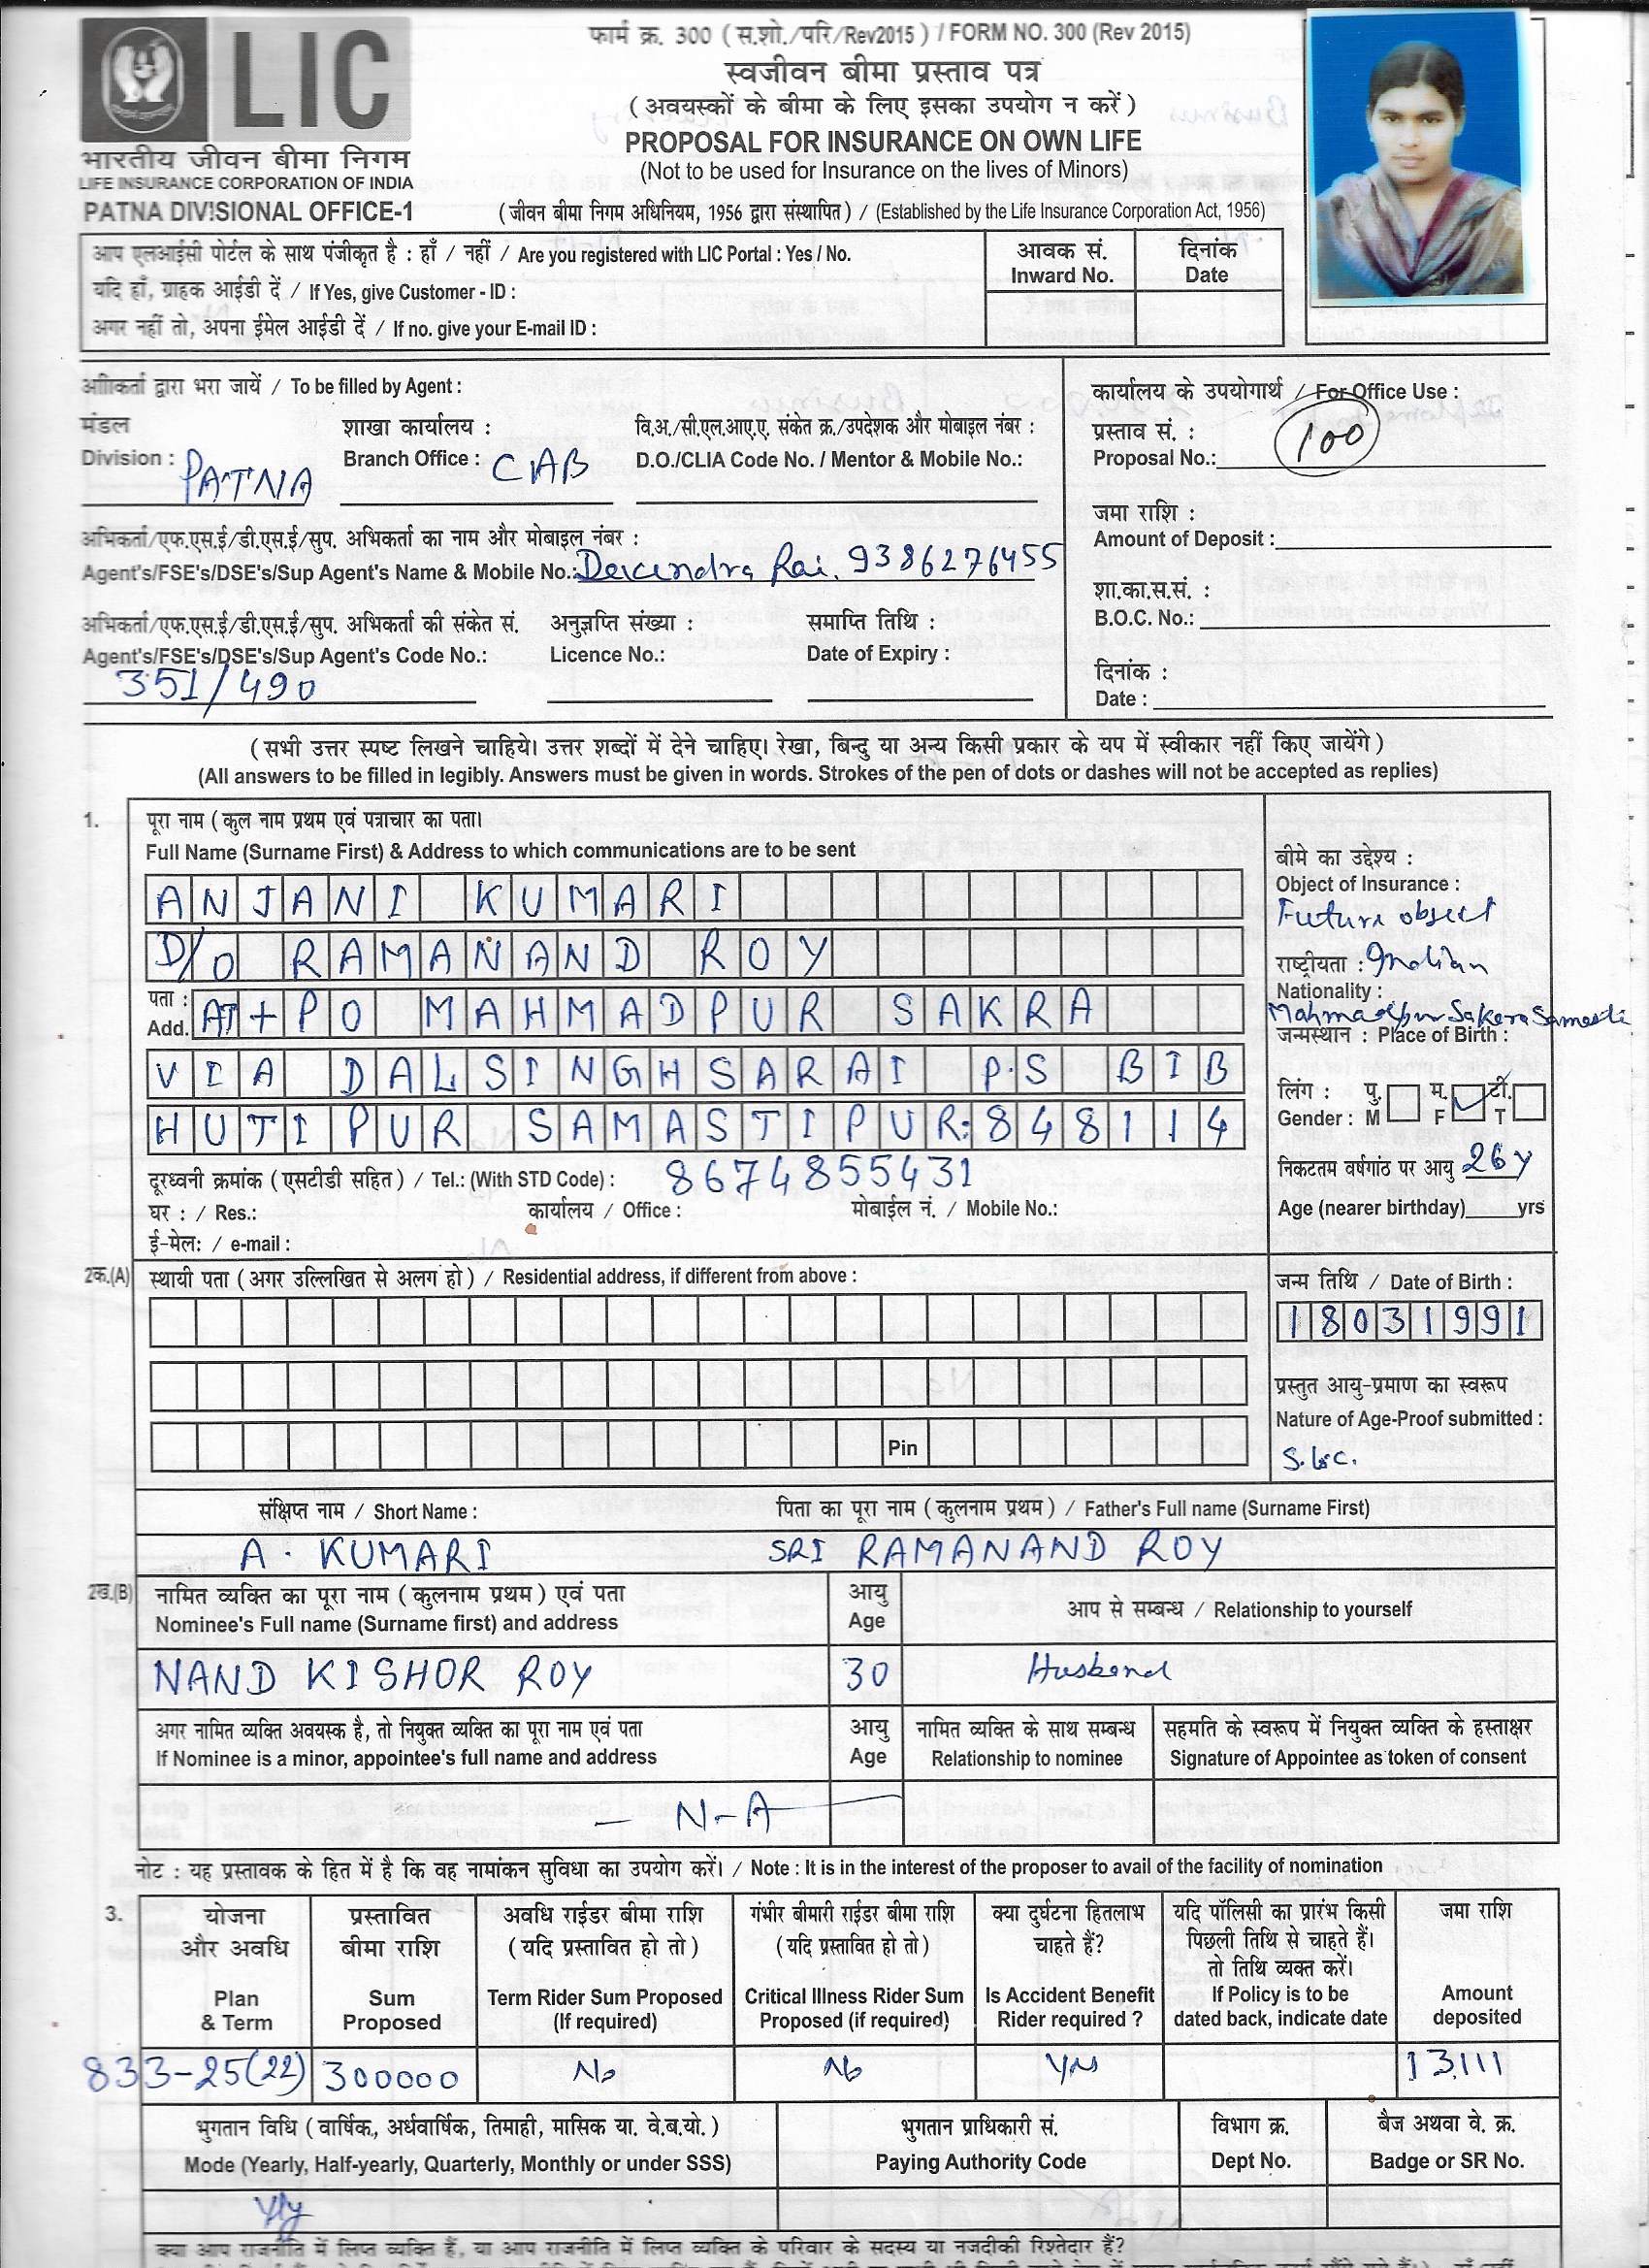 LIC
भारतीय जीवन बीमा निगम
LIFE INSURANCE CORPORATION OF INDIA
PATNA DIVISIONAL OFFICE-1
फार्म क्र. 300 ( स.शो./परि/Rev2015 ) / FORM NO. 300 (Rev 2015)
स्वजीवन बीमा प्रस्ताव पत्र
( अवयस्कों के बीमा के लिए इसका उपयोग न करें )
PROPOSAL FOR INSURANCE ON OWN LIFE
(Not to be used for Insurance on the lives of Minors)
( जीवन बीमा निगम अधिनियम, 1956 द्वारा संस्थापित ) / (Established by the Life Insurance Corporation Act, 1956)
आप एलआईसी पोर्टल के साथ पंजीकृत है : हाँ / नहीं / Are you registered with LIC Portal : Yes / No.
यदि हाँ, ग्राहक आईडी दें / If Yes, give Customer - ID :
अगर नहीं तो, अपना ईमेल आईडी दें / If no. give your E-mail ID :
आवक सं. दिनांक
Inward No. Date
द्वारा भरा जायें / To be filled by Agent :
मंडल शाखा कार्यालय : वि.अ./सी.एल.आए.ए. संकेत क्र./उपदेशक और मोबाइल नंबर :
Division : PATNA Branch Office : CAB D.O./CLIA Code No. / Mentor & Mobile No.:
अभिकर्ता/एफ.एस.ई/डी.एस.ई/सुप. अभिकर्ता का नाम और मोबाइल नंबर :
Agent's/FSE's/DSE's/Sup Agent's Name & Mobile No.: Rai. 9386276455
अभिकर्ता/एफ.एस.ई/डी.एस.ई/सुप. अभिकर्ता की संकेत सं. अनुज्ञप्ति संख्या : समाप्ति तिथि :
Agent's/FSE's/DSE's/Sup Agent's Code No.: Licence No.: Date of Expiry :
351/490
कार्यालय के उपयोगार्थ / For Office Use :
प्रस्ताव सं. : 100
Proposal No.:
जमा राशि :
Amount of Deposit :
शा.का.स.सं. :
B.O.C. No.:
दिनांक :
Date :
( सभी उत्तर स्पष्ट लिखने चाहिये। उत्तर शब्दों में देने चाहिए। रेखा, बिन्दु या अन्य किसी प्रकार के यप में स्वीकार नहीं किए जायेंगे )
(All answers to be filled in legibly. Answers must be given in words. Strokes of the pen of dots or dashes will not be accepted as replies)
1. पूरा नाम ( कुल नाम प्रथम एवं पत्राचार का पता।
Full Name (Surname First) & Address to which communications are to be sent
ANJANI KUMARI
D/O RAMANAND ROY
पता :
Add. AT+PO MAHMADPUR SAKRA
VIA DALSINGHSARAI P.S BIB
HUTIPUR SAMASTIPUR:848114
दूरध्वनी क्रमांक ( एसटीडी सहित ) / Tel.: (With STD Code) : 8674855431
घर : / Res.: कार्यालय / Office : मोबाईल नं. / Mobile No.:
ई-मेल: / e-mail :
बीमे का उद्देश्य :
Object of Insurance :
Future object
राष्ट्रीयता : Indian
Nationality :
जन्मस्थान : Place of Birth :
लिंग : पु. म. टी.
Gender : M F T
निकटतम वर्षगांठ पर आयु 26 y
Age (nearer birthday)____yrs
2क.(A) स्थायी पता ( अगर उल्लिखित से अलग हो ) / Residential address, if different from above :
Pin
जन्म तिथि / Date of Birth :
18031991
प्रस्तुत आयु-प्रमाण का स्वरूप
Nature of Age-Proof submitted :
संक्षिप्त नाम / Short Name : पिता का पूरा नाम ( कुलनाम प्रथम ) / Father's Full name (Surname First)
A. KUMARI SRI RAMANAND ROY
2ख.(B) नामित व्यक्ति का पूरा नाम ( कुलनाम प्रथम ) एवं पता आयु आप से सम्बन्ध / Relationship to yourself
Nominee's Full name (Surname first) and address Age
NAND KISHOR ROY 30 Husband
अगर नामित व्यक्ति अवयस्क है, तो नियुक्त व्यक्ति का पूरा नाम एवं पता आयु नामित व्यक्ति के साथ सम्बन्ध सहमति के स्वरूप में नियुक्त व्यक्ति के हस्ताक्षर
If Nominee is a minor, appointee's full name and address Age Relationship to nominee Signature of Appointee as token of consent
— N-A
नोट : यह प्रस्तावक के हित में है कि वह नामांकन सुविधा का उपयोग करें। / Note : It is in the interest of the proposer to avail of the facility of nomination
3. योजना और अवधि प्रस्तावित बीमा राशि अवधि राईडर बीमा राशि ( यदि प्रस्तावित हो तो ) गंभीर बीमारी राईडर बीमा राशि ( यदि प्रस्तावित हो तो ) क्या दुर्घटना हितलाभ चाहते हैं? यदि पॉलिसी का प्रारंभ किसी पिछली तिथि से चाहते हैं। तो तिथि व्यक्त करें। जमा राशि
Plan & Term Sum Proposed Term Rider Sum Proposed (If required) Critical Illness Rider Sum Proposed (if required) Is Accident Benefit Rider required ? If Policy is to be dated back, indicate date Amount deposited
833-25(22) 300000 No No Yes 13111
भुगतान विधि ( वार्षिक, अर्धवार्षिक, तिमाही, मासिक या. वे.ब.यो. ) भुगतान प्राधिकारी सं. विभाग क्र. बैज अथवा वे. क्र.
Mode (Yearly, Half-yearly, Quarterly, Monthly or under SSS) Paying Authority Code Dept No. Badge or SR No.
Yly
क्या आप राजनीति में लिप्त व्यक्ति हैं, या आप राजनीति में लिप्त व्यक्ति के परिवार के सदस्य या नजदीकी रिश्तेदार हैं?